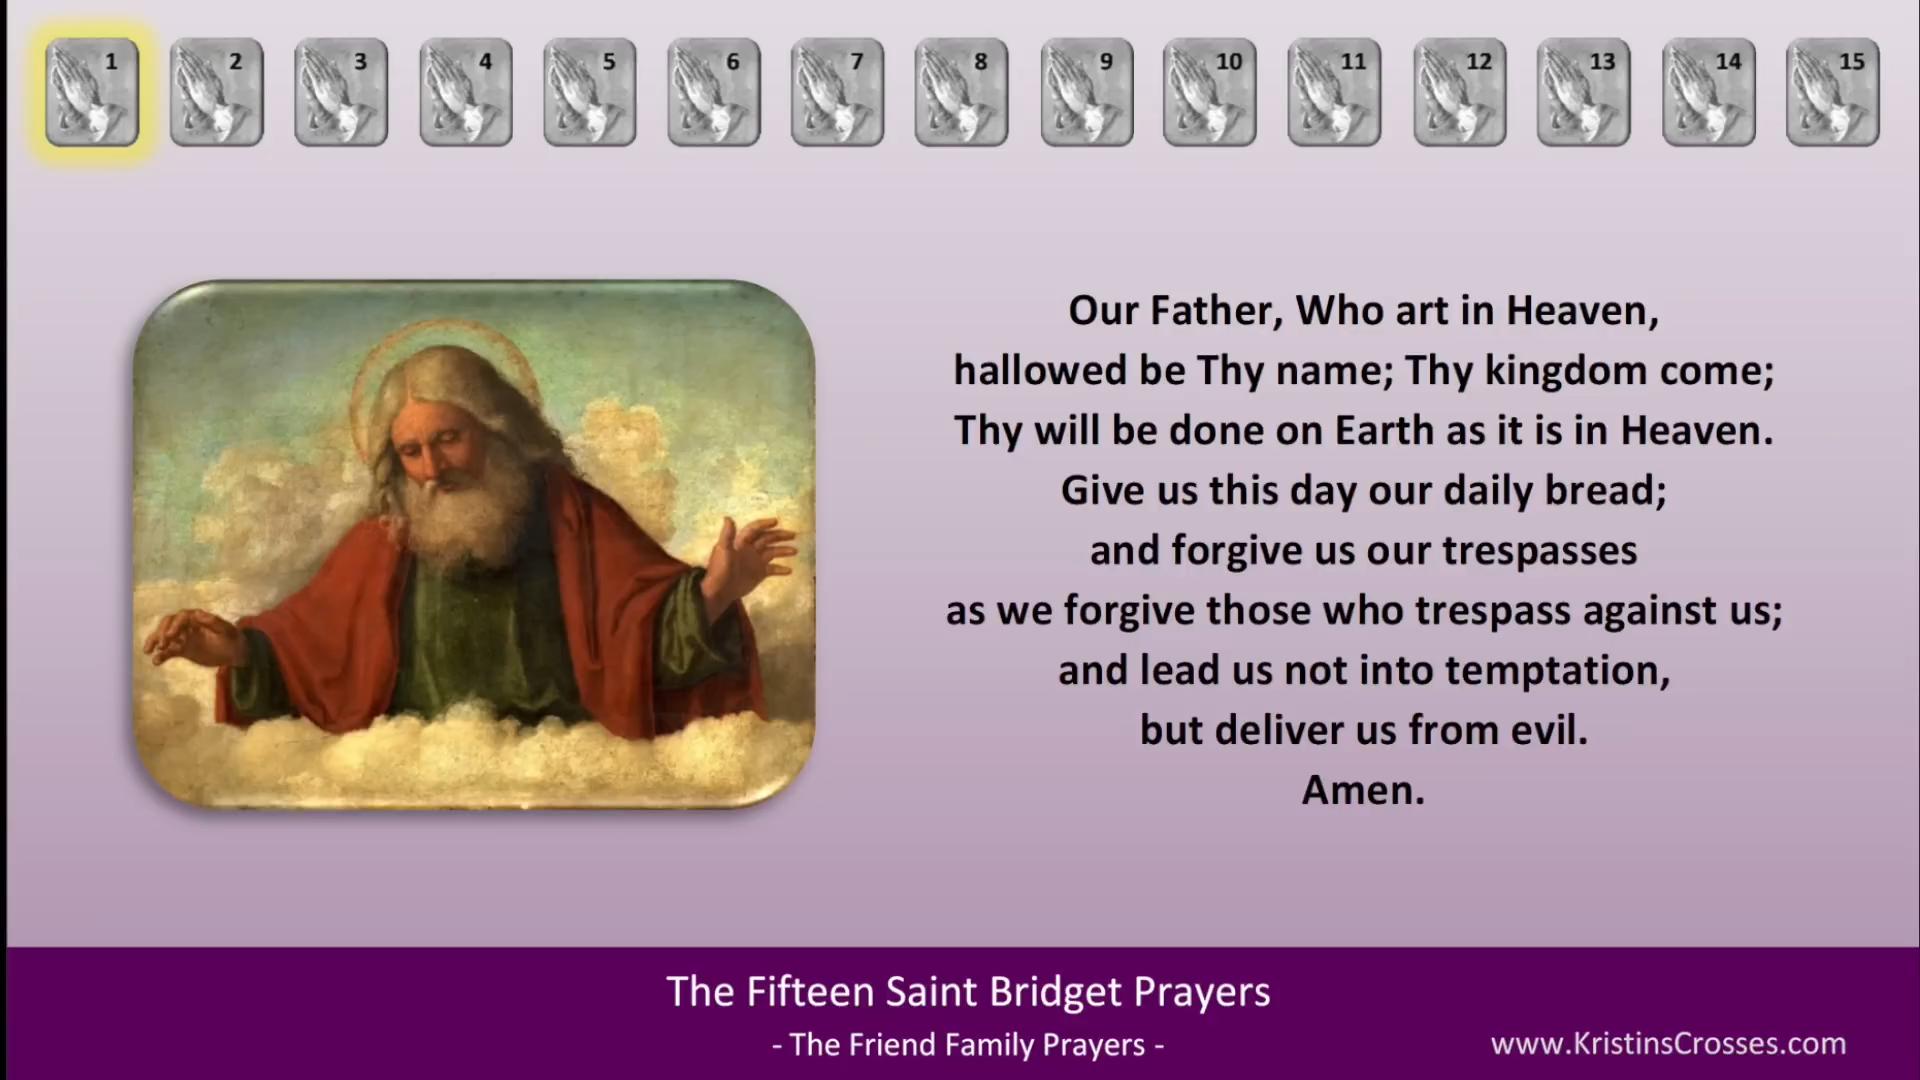 1 2 3 4 5 6 7 8 9 10 11 12 13 14 15
Our Father, Who art in Heaven,
hallowed be Thy name; Thy kingdom come;
Thy will be done on Earth as it is in Heaven.
Give us this day our daily bread;
and forgive us our trespasses
as we forgive those who trespass against us;
and lead us not into temptation,
but deliver us from evil.
Amen.
The Fifteen Saint Bridget Prayers
- The Friend Family Prayers -
www.KristinsCrosses.com